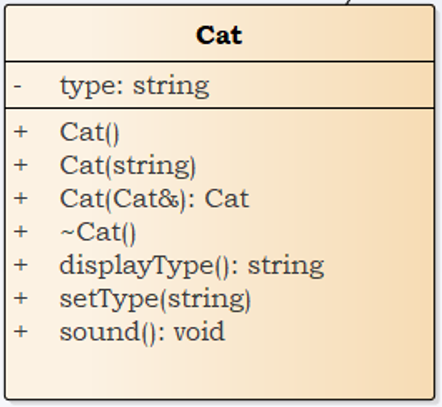 Cat
- type: string
+ Cat()
+ Cat(string)
+ Cat(Cat&): Cat
+ ~Cat()
+ displayType(): string
+ setType(string)
+ sound(): void